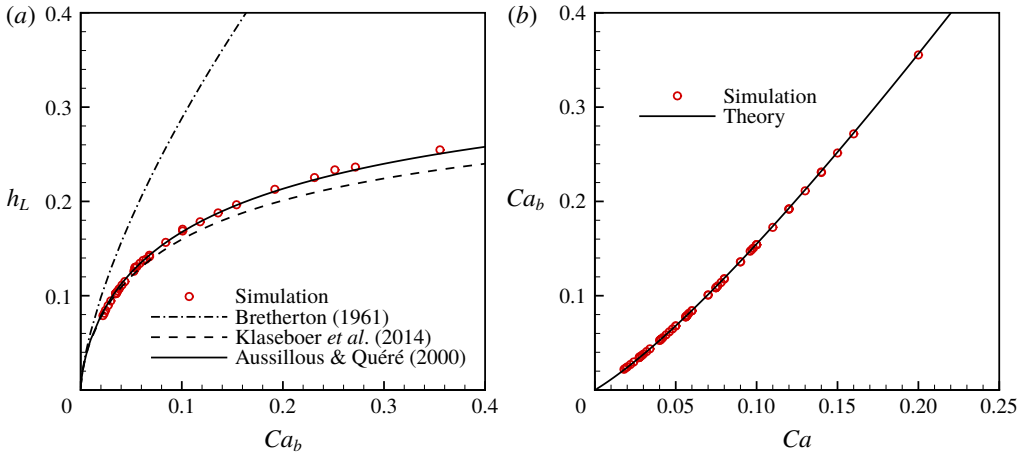 (a)
0.4
0.3
0.2
0.1
h_L
Simulation
Bretherton (1961)
Klaseboer et al. (2014)
Aussillous & Quéré (2000)
0
0.1
0.2
0.3
0.4
Ca_b
(b)
0.4
0.3
0.2
0.1
Ca_b
Simulation
Theory
0
0.05
0.10
0.15
0.20
0.25
Ca